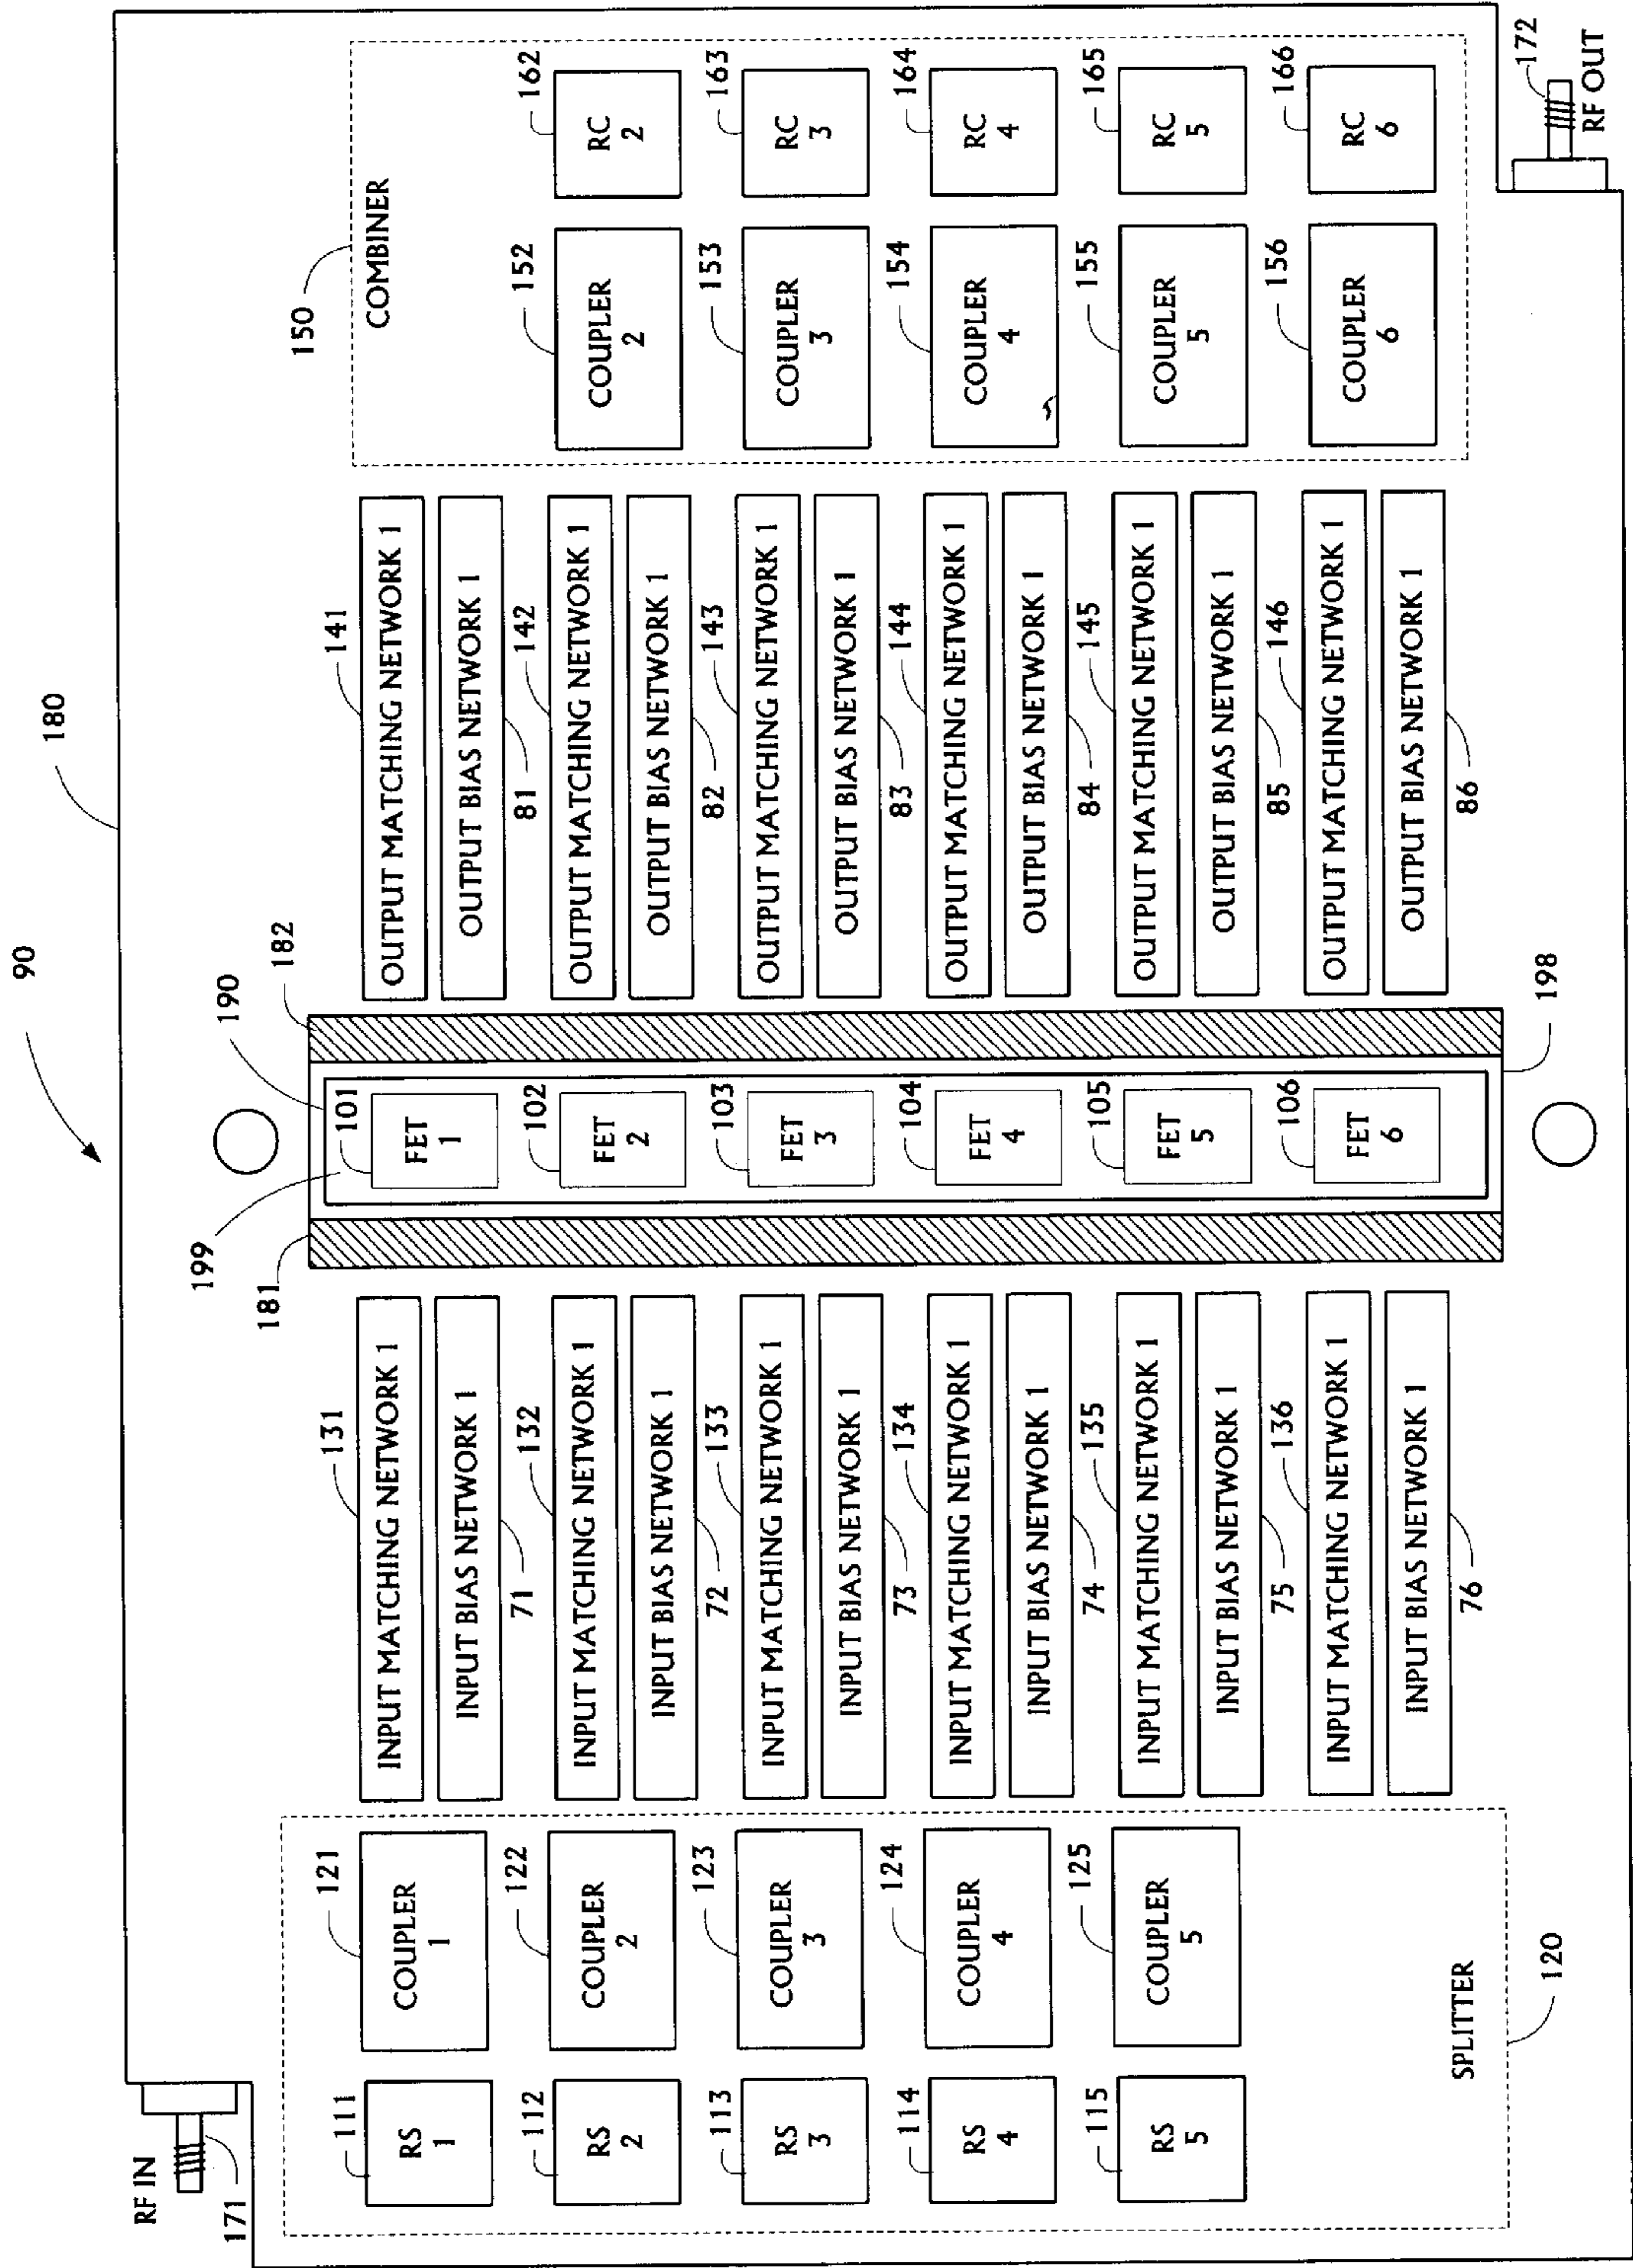 90
180
RF IN
171
199
190
181
182
198
150
COMBINER
SPLITTER
120
172
RF OUT
111
RS
1
121
COUPLER
1
131
INPUT MATCHING NETWORK 1
INPUT BIAS NETWORK 1
71
101
FET
1
141
OUTPUT MATCHING NETWORK 1
OUTPUT BIAS NETWORK 1
81
112
RS
2
122
COUPLER
2
132
INPUT MATCHING NETWORK 1
INPUT BIAS NETWORK 1
72
102
FET
2
142
OUTPUT MATCHING NETWORK 1
OUTPUT BIAS NETWORK 1
82
152
COUPLER
2
162
RC
2
113
RS
3
123
COUPLER
3
133
INPUT MATCHING NETWORK 1
INPUT BIAS NETWORK 1
73
103
FET
3
143
OUTPUT MATCHING NETWORK 1
OUTPUT BIAS NETWORK 1
83
153
COUPLER
3
163
RC
3
114
RS
4
124
COUPLER
4
134
INPUT MATCHING NETWORK 1
INPUT BIAS NETWORK 1
74
104
FET
4
144
OUTPUT MATCHING NETWORK 1
OUTPUT BIAS NETWORK 1
84
154
COUPLER
4
164
RC
4
115
RS
5
125
COUPLER
5
135
INPUT MATCHING NETWORK 1
INPUT BIAS NETWORK 1
75
105
FET
5
145
OUTPUT MATCHING NETWORK 1
OUTPUT BIAS NETWORK 1
85
155
COUPLER
5
165
RC
5
136
INPUT MATCHING NETWORK 1
INPUT BIAS NETWORK 1
76
106
FET
6
146
OUTPUT MATCHING NETWORK 1
OUTPUT BIAS NETWORK 1
86
156
COUPLER
6
166
RC
6